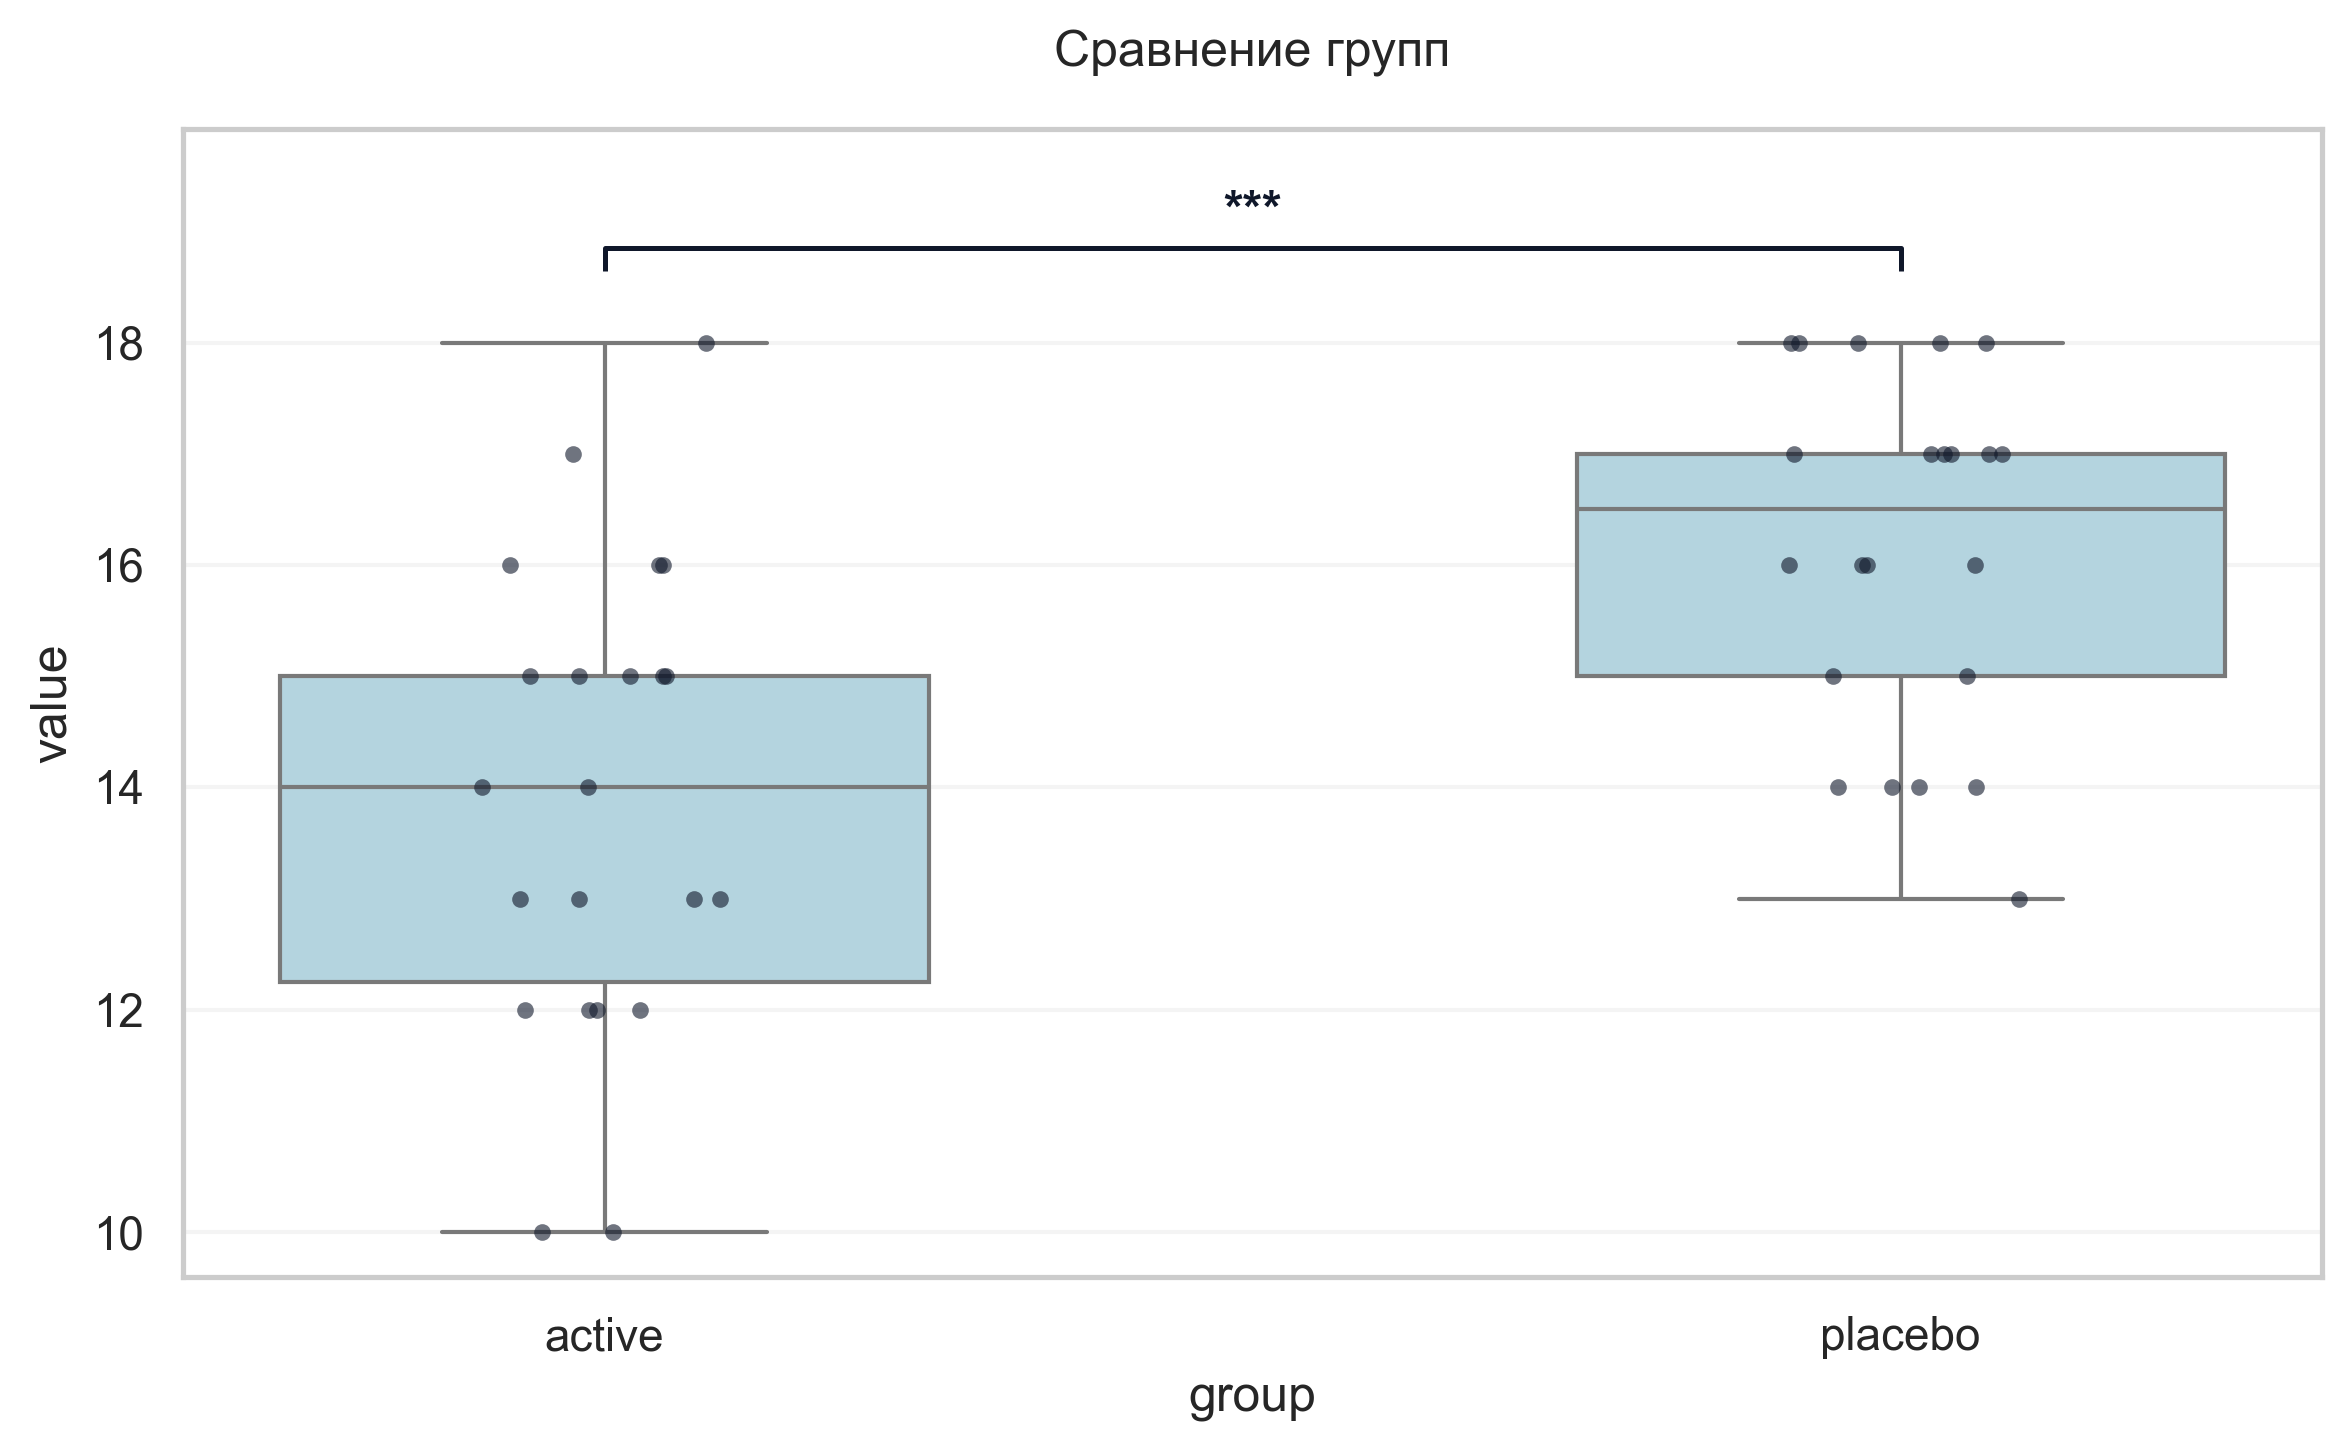 Сравнение групп
***
18
16
14
12
10
value
active
placebo
group